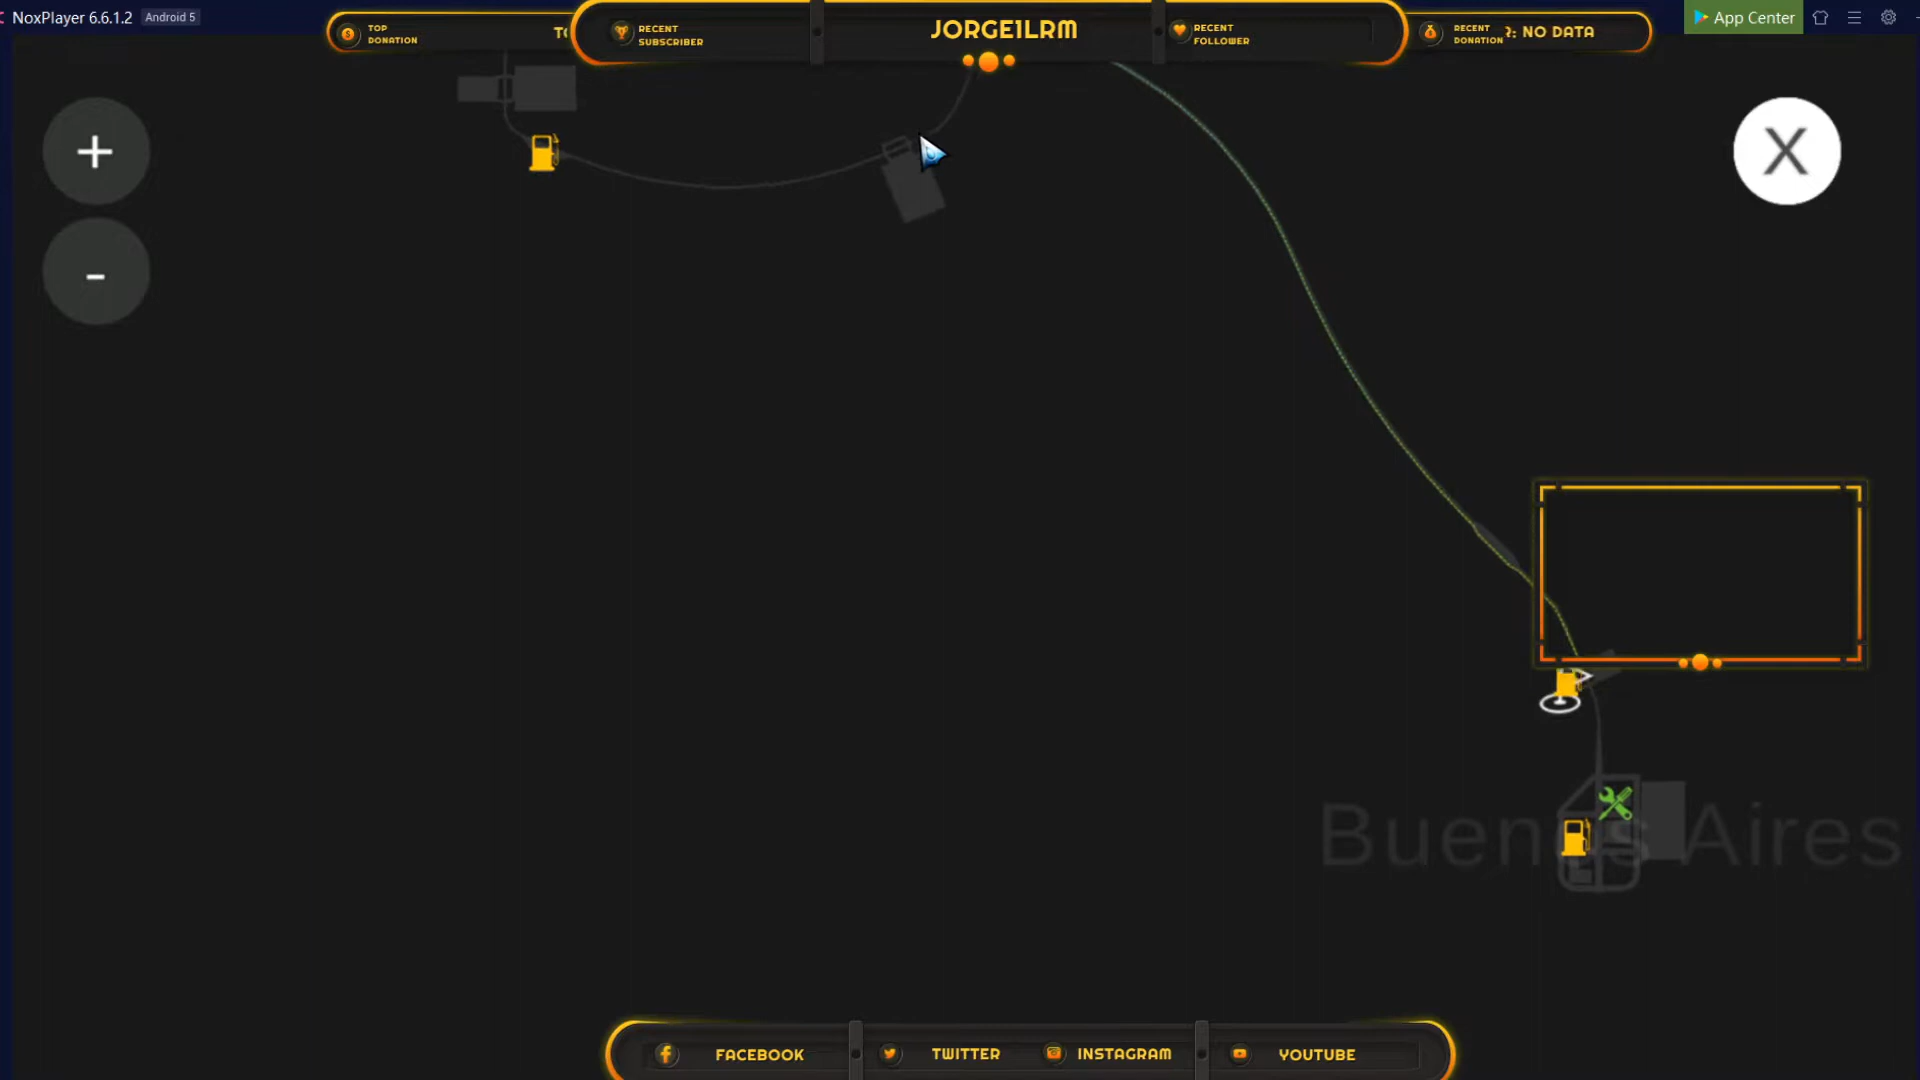 NoxPlayer 6.6.1.2 Android 5
App Center
TOP
DONATION
RECENT
SUBSCRIBER
JORGE1LRM
RECENT
FOLLOWER
RECENT
DONATION
: NO DATA
+
X
-
Buenos Aires
FACEBOOK
TWITTER
INSTAGRAM
YOUTUBE